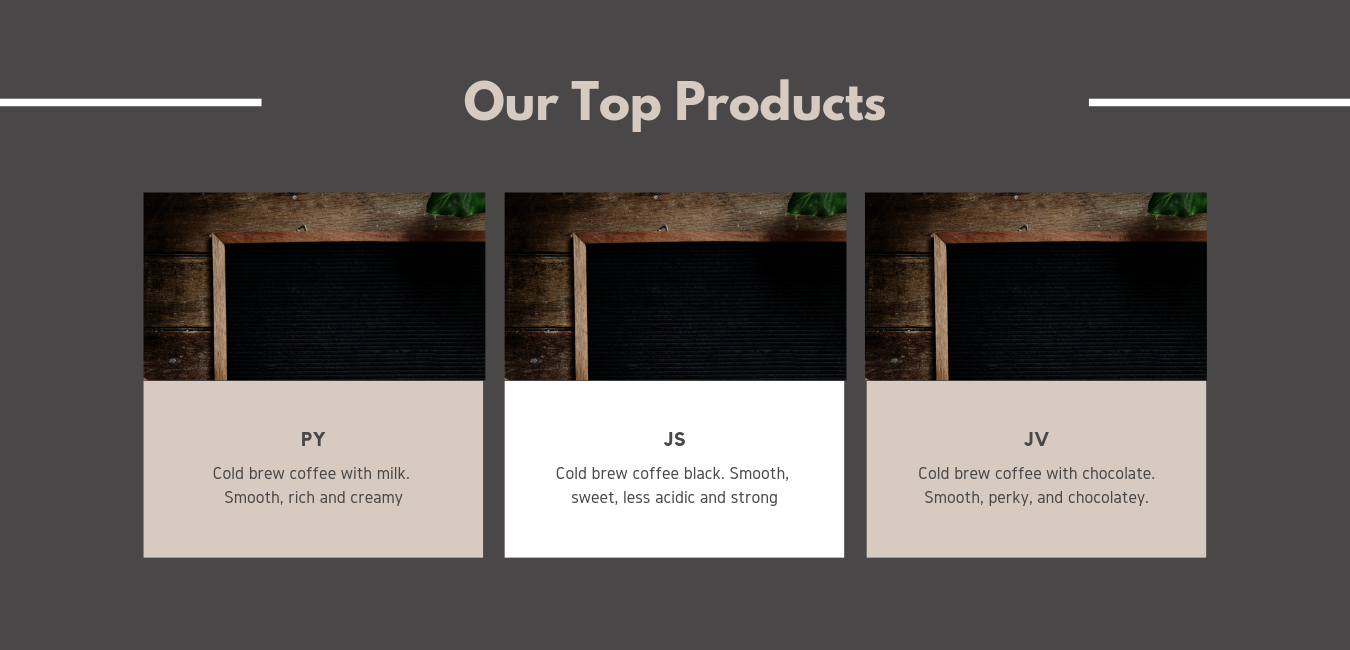 Our Top Products
PY
Cold brew coffee with milk.
Smooth, rich and creamy
JS
Cold brew coffee black. Smooth,
sweet, less acidic and strong
JV
Cold brew coffee with chocolate.
Smooth, perky, and chocolatey.